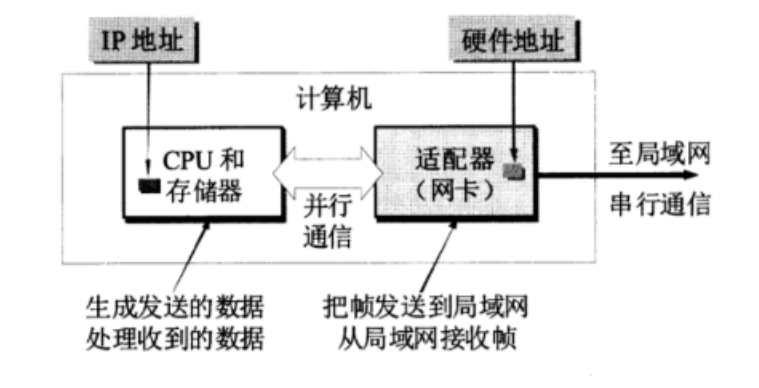 IP 地址
硬件地址
计算机
CPU 和
存储器
适配器
（网卡）
并行
通信
至局域网
串行通信
生成发送的数据
处理收到的数据
把帧发送到局域网
从局域网接收帧